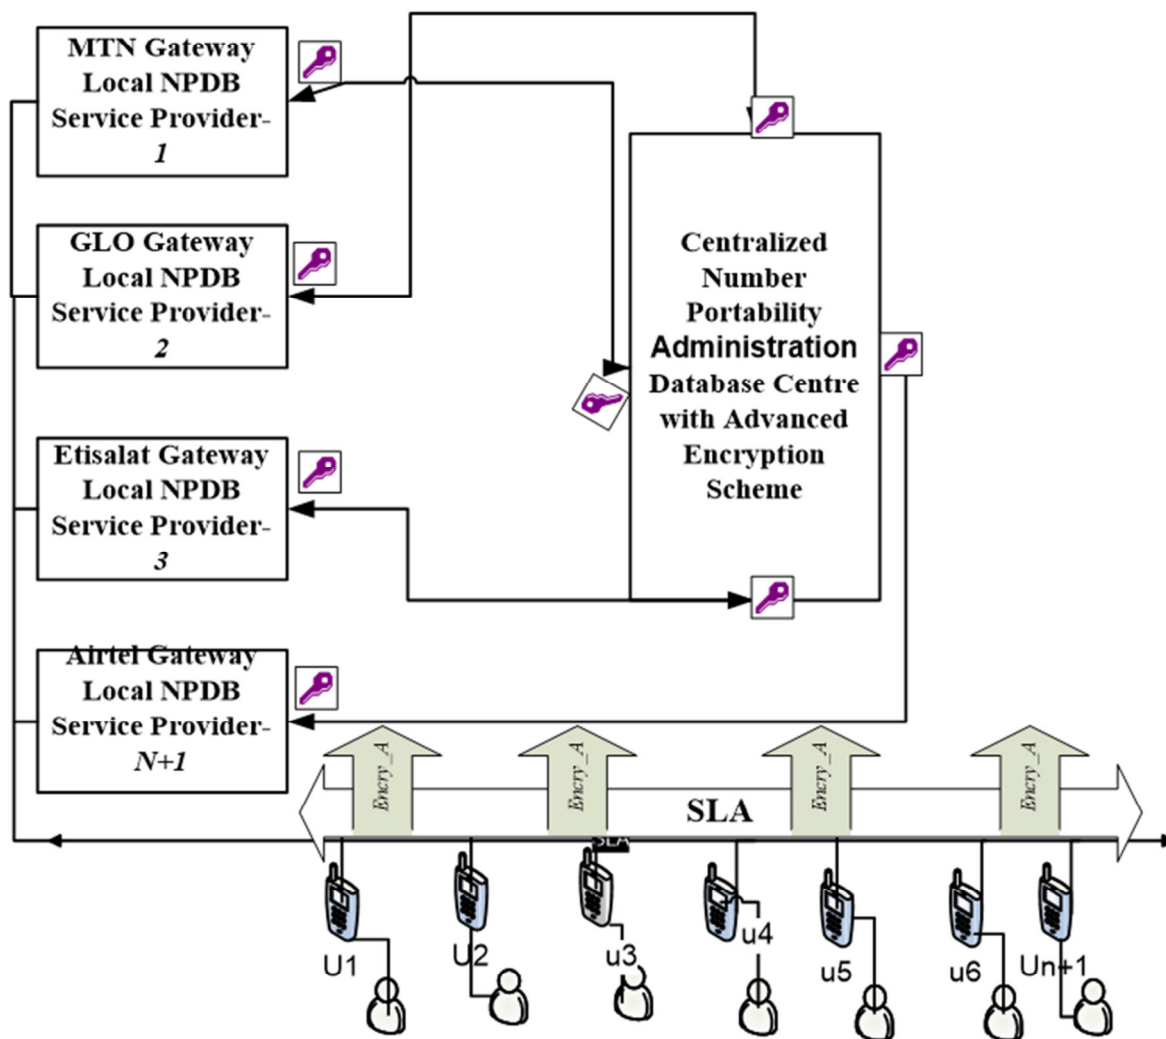 MTN Gateway
Local NPDB
Service Provider-
1
GLO Gateway
Local NPDB
Service Provider-
2
Etisalat Gateway
Local NPDB
Service Provider-
3
Airtel Gateway
Local NPDB
Service Provider-
N+1
Centralized
Number
Portability
Administration
Database Centre
with Advanced
Encryption
Scheme
Encry_A
Encry_A
Encry_A
Encry_A
SLA
SLA
U1
U2
u3
u4
u5
u6
Un+1